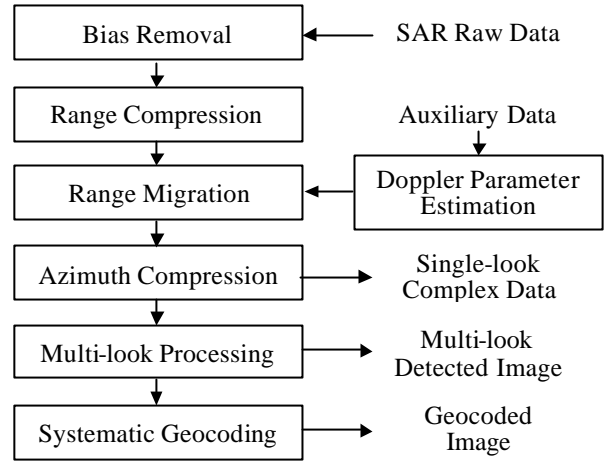 Bias Removal
SAR Raw Data
Range Compression
Auxiliary Data
Range Migration
Doppler Parameter
Estimation
Azimuth Compression
Single-look
Complex Data
Multi-look Processing
Multi-look
Detected Image
Systematic Geocoding
Geocoded
Image